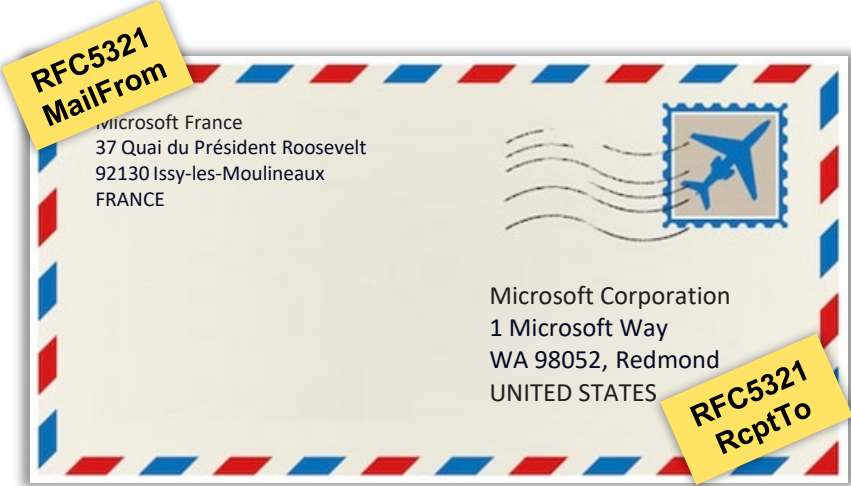 RFC5321
MailFrom
Microsoft France
37 Quai du Président Roosevelt
92130 Issy-les-Moulineaux
FRANCE
Microsoft Corporation
1 Microsoft Way
WA 98052, Redmond
UNITED STATES
RFC5321
RcptTo